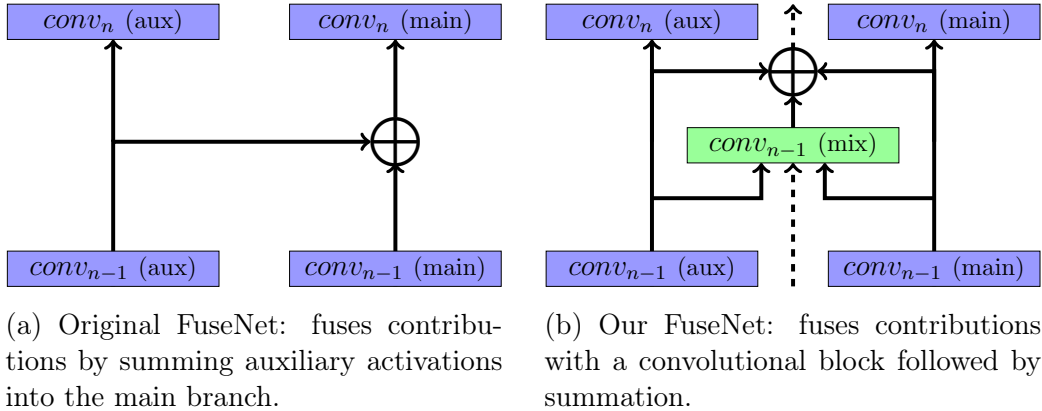 conv_n (aux)
conv_n (main)
conv_{n-1} (aux)
conv_{n-1} (main)
(a) Original FuseNet: fuses contribu-
tions by summing auxiliary activations
into the main branch.
conv_n (aux)
conv_n (main)
conv_{n-1} (mix)
conv_{n-1} (aux)
conv_{n-1} (main)
(b) Our FuseNet: fuses contributions
with a convolutional block followed by
summation.